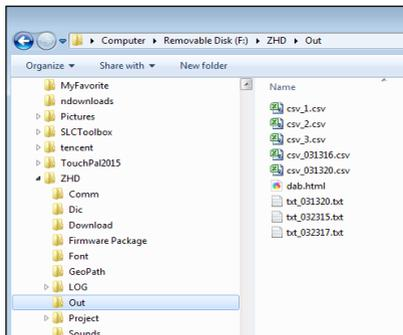 Computer ▸ Removable Disk (F:) ▸ ZHD ▸ Out
Organize ▼ Share with ▼ New folder
MyFavorite
ndownloads
Pictures
SLCToolbox
tencent
TouchPal2015
ZHD
Comm
Dic
Download
Firmware Package
Font
GeoPath
LOG
Out
Project
Sounds
Name
csv_1.csv
csv_2.csv
csv_3.csv
csv_031316.csv
csv_031320.csv
dab.html
txt_031320.txt
txt_032315.txt
txt_032317.txt